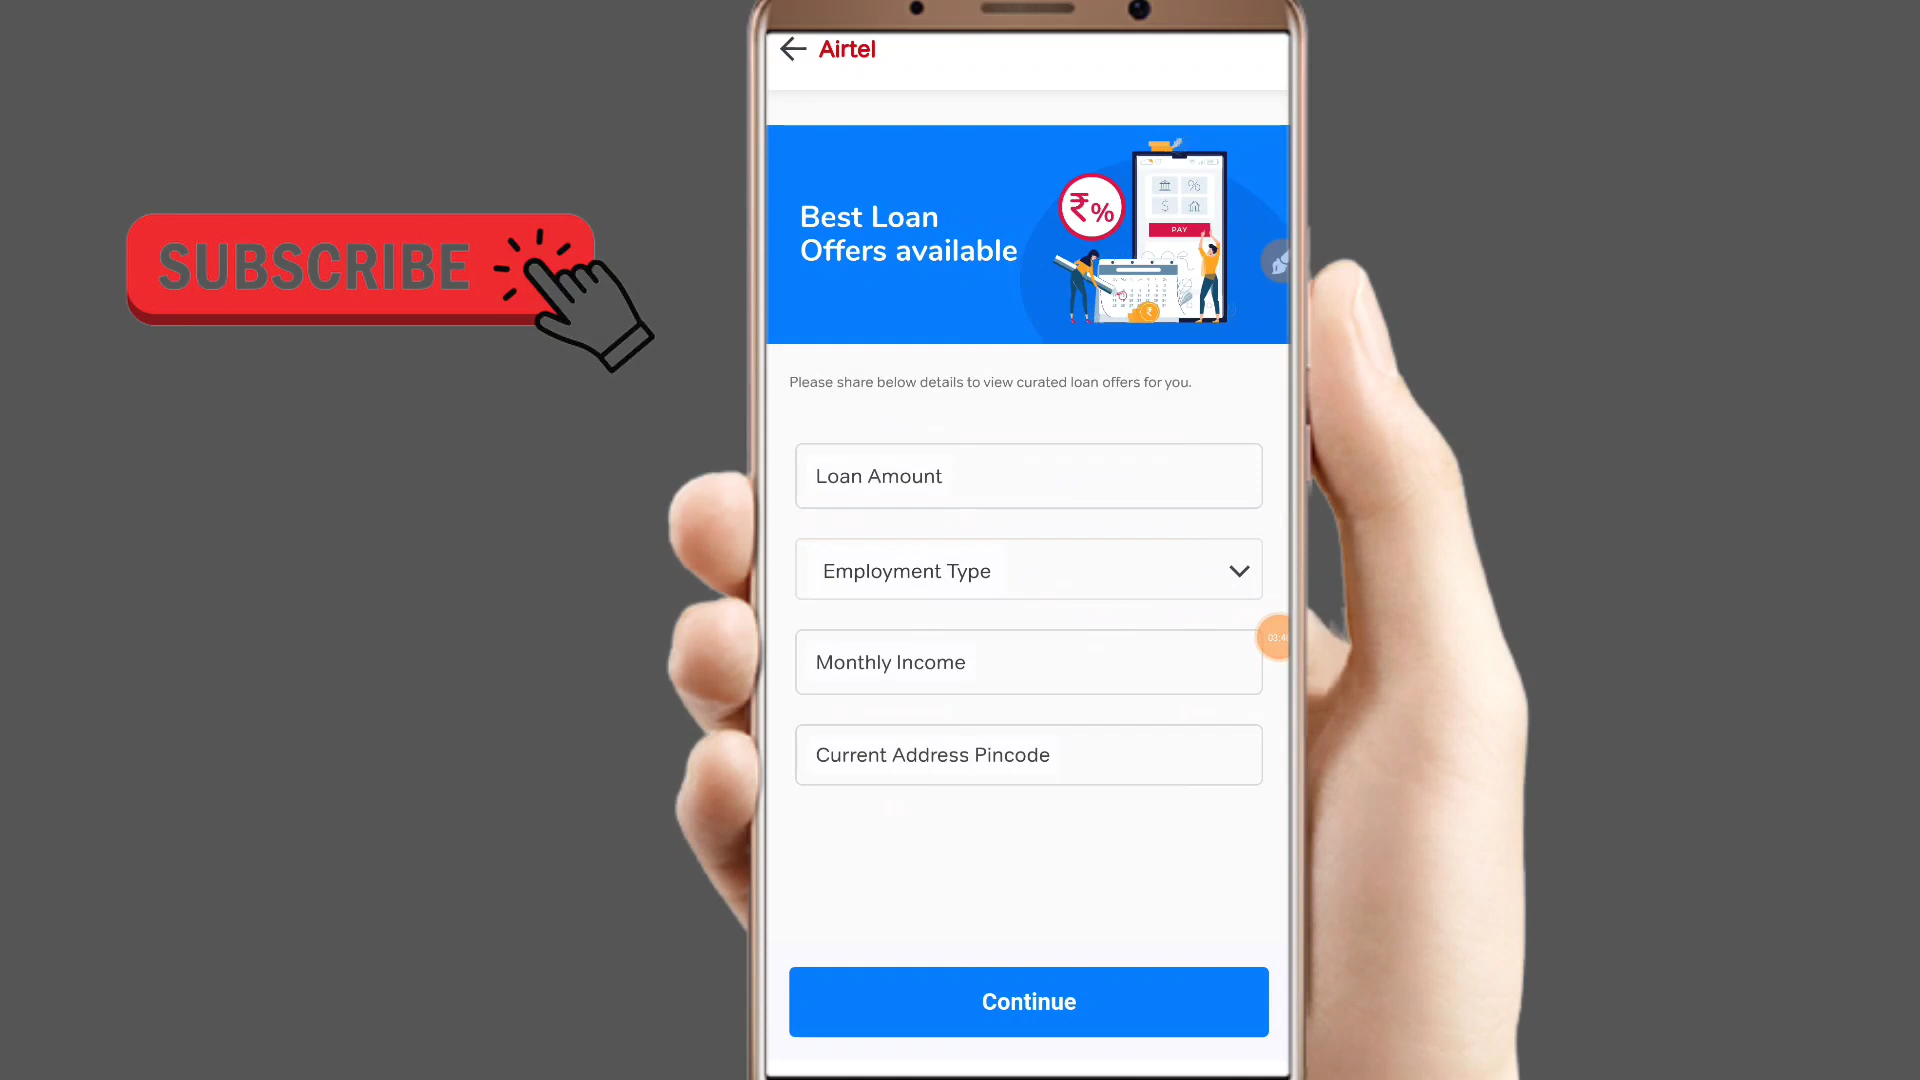 Airtel
SUBSCRIBE
Best Loan
Offers available
₹%
%
$
PAY
₹
Please share below details to view curated loan offers for you.
Loan Amount
Employment Type
Monthly Income
Current Address Pincode
Continue